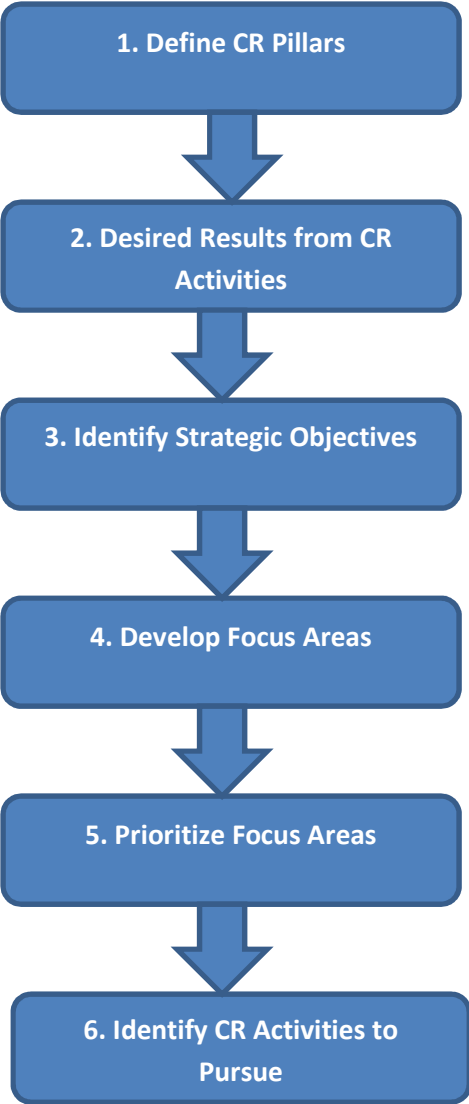 1. Define CR Pillars
2. Desired Results from CR
Activities
3. Identify Strategic Objectives
4. Develop Focus Areas
5. Prioritize Focus Areas
6. Identify CR Activities to
Pursue